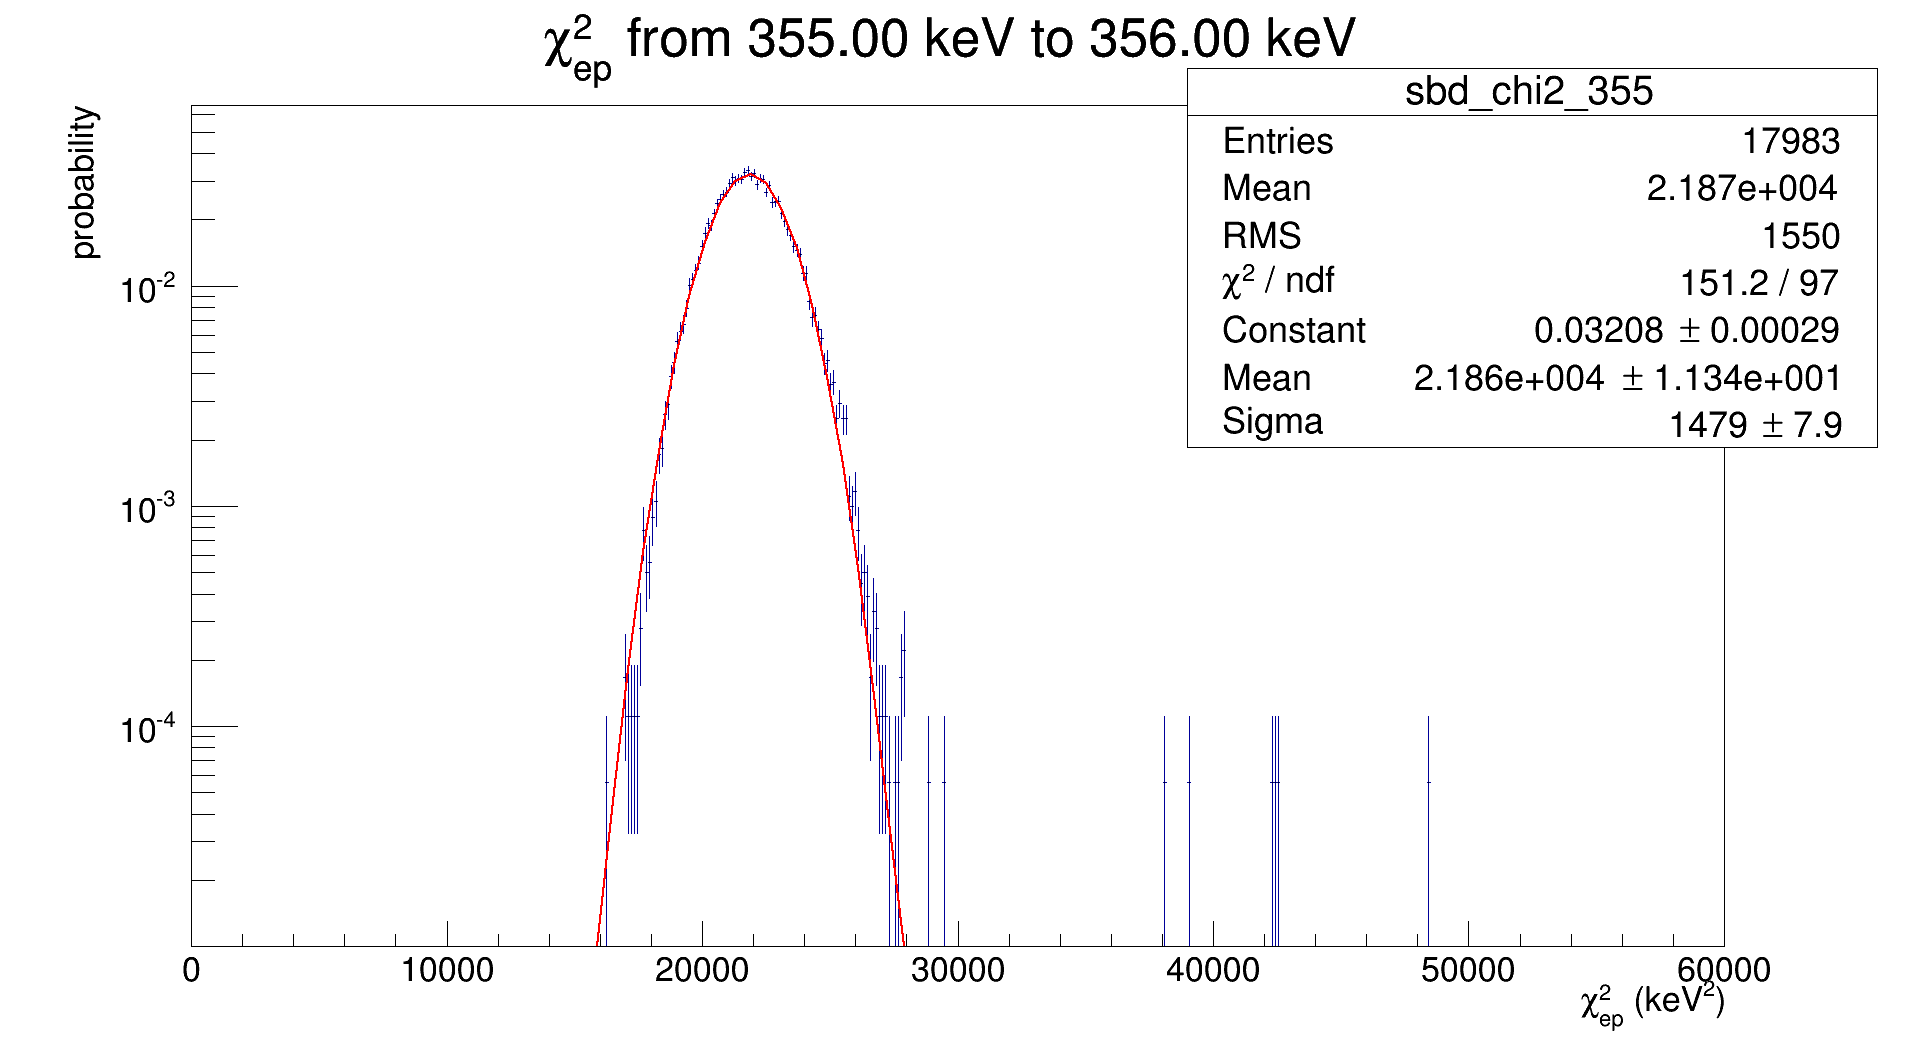 χ²ep from 355.00 keV to 356.00 keV
sbd_chi2_355
Entries 17983
Mean 2.187e+004
RMS 1550
χ² / ndf 151.2 / 97
Constant 0.03208 ± 0.00029
Mean 2.186e+004 ± 1.134e+001
Sigma 1479 ± 7.9
probability
10⁻²
10⁻³
10⁻⁴
0 10000 20000 30000 40000 50000 60000
χ²ep (keV²)